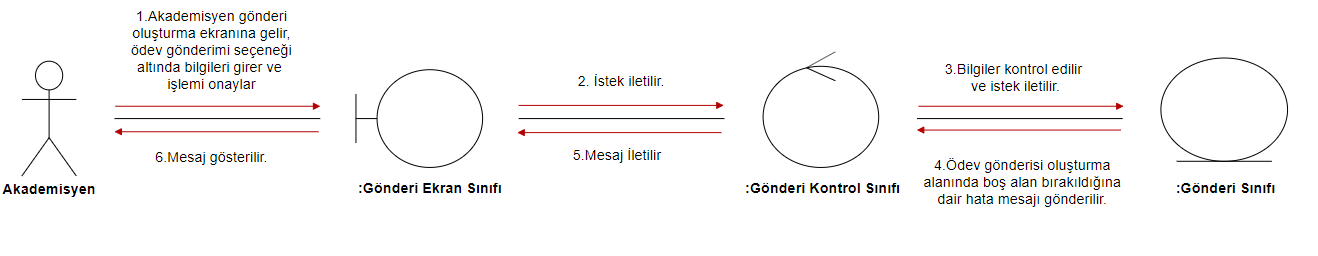 1.Akademisyen gönderi
oluşturma ekranına gelir,
ödev gönderimi seçeneği
altında bilgileri girer ve
işlemi onaylar
2. İstek iletilir.
3.Bilgiler kontrol edilir
ve istek iletilir.
6.Mesaj gösterilir.
5.Mesaj İletilir
4.Ödev gönderisi oluşturma
alanında boş alan bırakıldığına
dair hata mesajı gönderilir.
Akademisyen
:Gönderi Ekran Sınıfı
:Gönderi Kontrol Sınıfı
:Gönderi Sınıfı